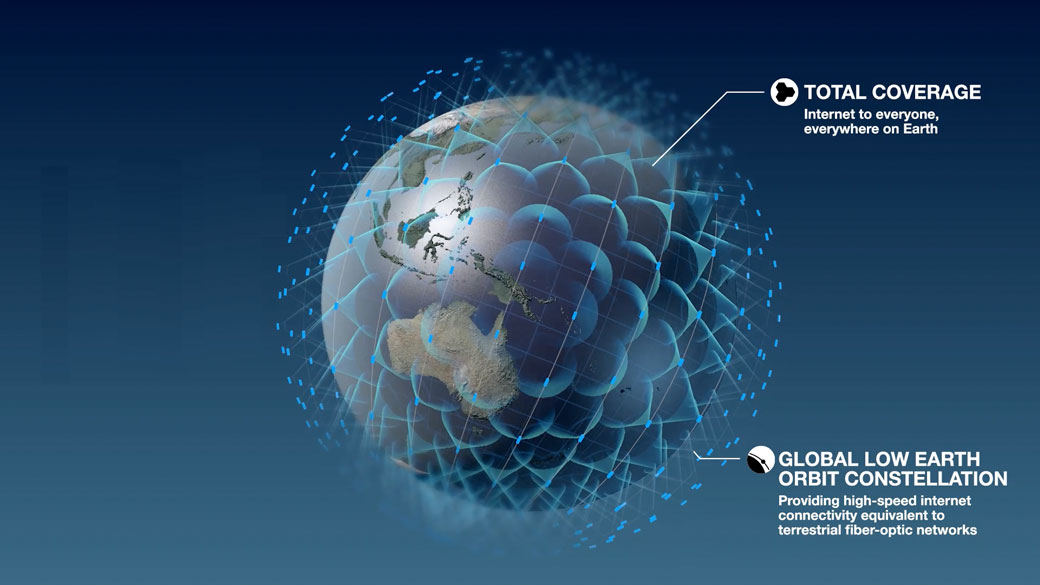 TOTAL COVERAGE
Internet to everyone,
everywhere on Earth
GLOBAL LOW EARTH
ORBIT CONSTELLATION
Providing high-speed internet
connectivity equivalent to
terrestrial fiber-optic networks